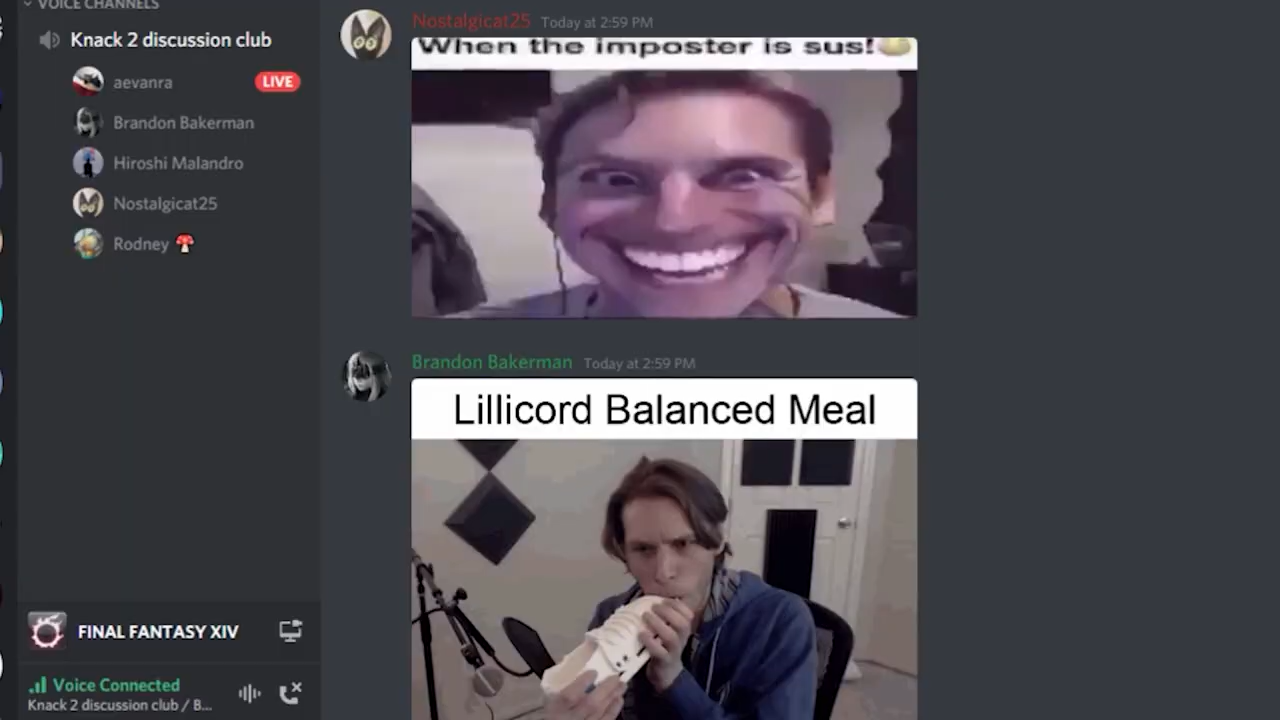 VOICE CHANNELS
Knack 2 discussion club
aevanra
LIVE
Brandon Bakerman
Hiroshi Malandro
Nostalgicat25
Rodney 🍄
FINAL FANTASY XIV
Voice Connected
Knack 2 discussion club / B...
Nostalgicat25 Today at 2:59 PM
When the imposter is sus!😳
Brandon Bakerman Today at 2:59 PM
Lillicord Balanced Meal